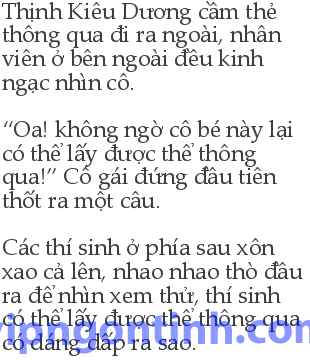 Thịnh Kiêu Dương cầm thẻ
thông qua đi ra ngoài, nhân
viên ở bên ngoài đều kinh
ngạc nhìn cô.
“Oa! không ngờ cô bé này lại
có thể lấy được thể thông
qua!” Cô gái đứng đầu tiên
thốt ra một câu.
Các thí sinh ở phía sau xôn
xao cả lên, nhao nhao thò đầu
ra để nhìn xem thử, thí sinh
có thể lấy được thể thông qua
có dáng dấp ra sao.
vipngontinh.com